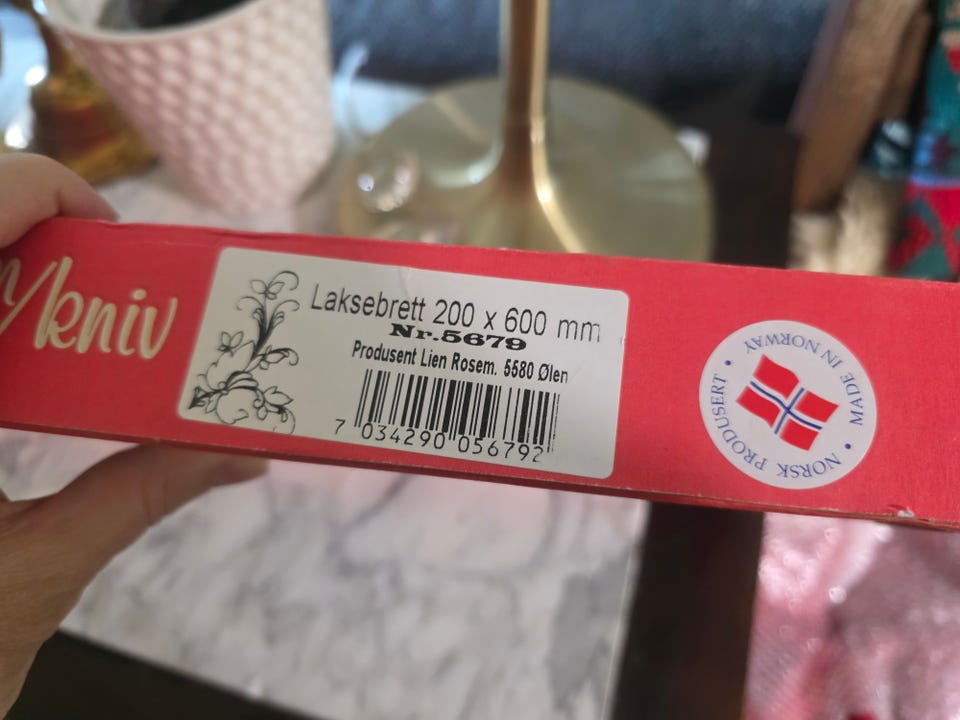 /kniv
Laksebrett 200 x 600 mm
Nr.5679
Produsent Lien Rosem. 5580 Ølen
7 034290 056792
NORSK PRODUSERT • MADE IN NORWAY •